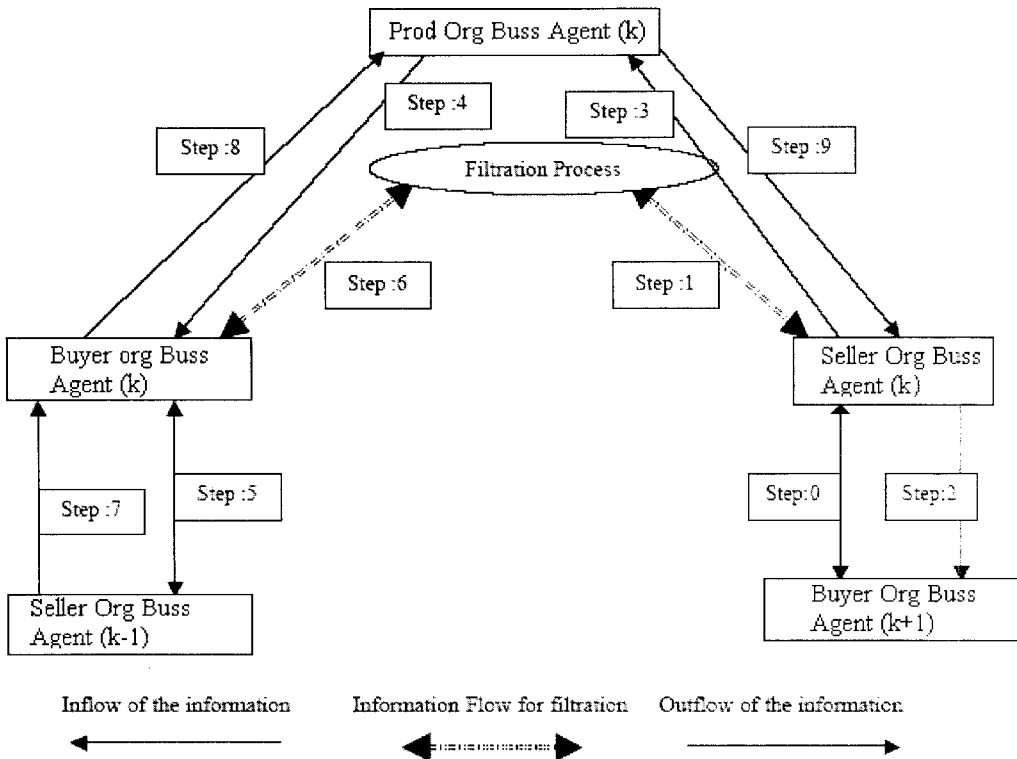 Prod Org Buss Agent (k)
Step :4
Step :3
Step :8
Step :9
Filtration Process
Step :6
Step :1
Buyer org Buss
Agent (k)
Seller Org Buss
Agent (k)
Step :7
Step :5
Step:0
Step:2
Seller Org Buss
Agent (k-1)
Buyer Org Buss
Agent (k+1)
Inflow of the information
Information Flow for filtration
Outflow of the information